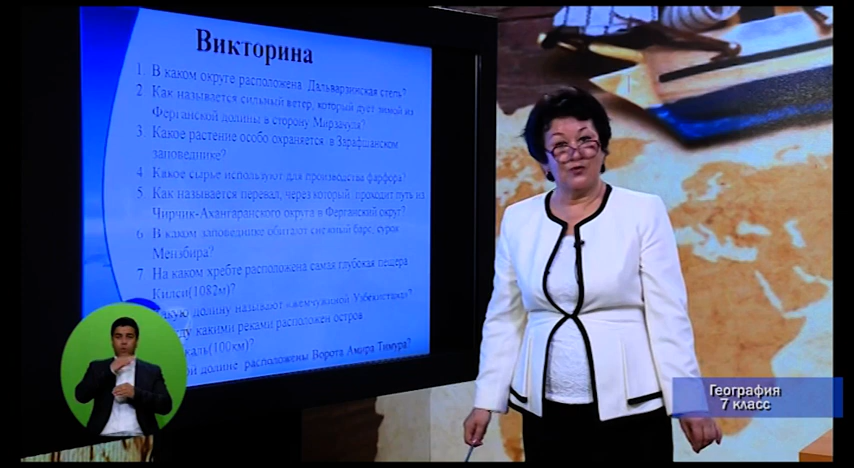 Викторина
1. В каком округе расположена Дальварзинская степь?
2 Как называется сильный ветер, который дует зимой из
Ферганской долины в сторону Мирзачуля?
3 Какое растение особо охраняется в Зарафшанском
заповеднике?
4 Какое сырье используют для производства фарфора?
5 Как называется перевал, через который проходит путь из
Чирчик-Ахангаранского округа в Ферганский округ?
6 В каком заповеднике обитают снежный барс, сурок
Мензбира?
7 На каком хребте расположена самая глубокая пещера
Килси(1082м)?
долину называют «жемчужиной Узбекистана»?
какими реками расположен остров
(100км)?
долине расположены Ворота Амира Тимура?
География
7 класс